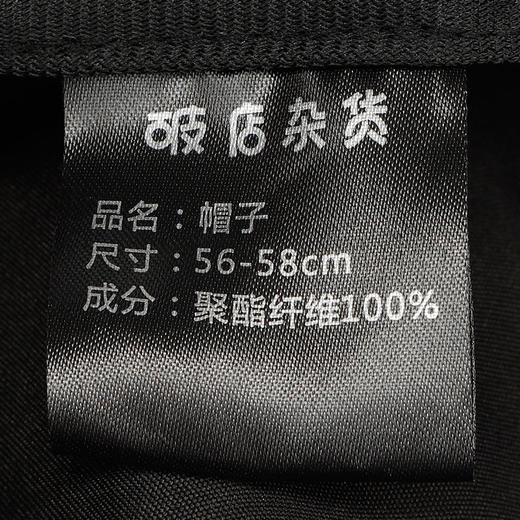 破店杂货
品名：帽子
尺寸：56-58cm
成分：聚酯纤维100%